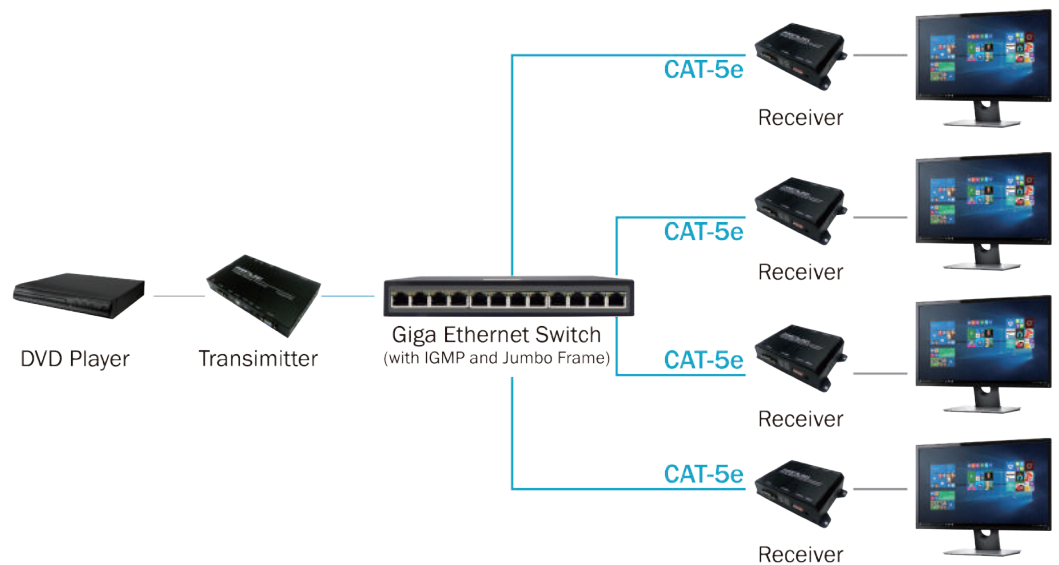 CAT-5e
Receiver
CAT-5e
Receiver
DVD Player
Transimitter
Giga Ethernet Switch
(with IGMP and Jumbo Frame)
CAT-5e
Receiver
CAT-5e
Receiver